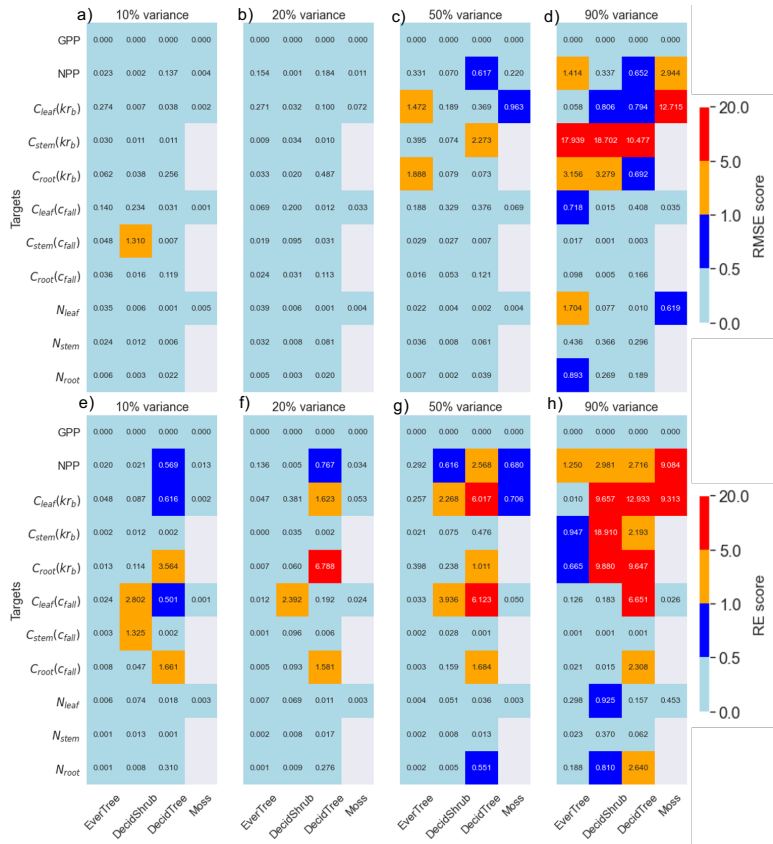 a) 10% variance b) 20% variance c) 50% variance d) 90% variance
GPP 0.000 0.000 0.000 0.000 0.000 0.000 0.000 0.000 0.000 0.000 0.000 0.000 0.000 0.000 0.000 0.000
NPP 0.023 0.002 0.137 0.004 0.154 0.001 0.184 0.011 0.331 0.070 0.617 0.220 1.414 0.337 0.652 2.944
C_leaf(kr_b) 0.274 0.007 0.038 0.002 0.271 0.032 0.100 0.072 1.472 0.189 0.369 0.963 0.058 0.806 0.794 12.715
C_stem(kr_b) 0.030 0.011 0.011 0.009 0.034 0.010 0.395 0.074 2.273 17.939 18.702 10.477
C_root(kr_b) 0.062 0.038 0.256 0.033 0.020 0.487 1.888 0.079 0.073 3.156 3.279 0.692
C_leaf(c_fall) 0.140 0.234 0.031 0.001 0.069 0.200 0.012 0.033 0.188 0.329 0.376 0.069 0.718 0.015 0.408 0.035
C_stem(c_fall) 0.048 1.310 0.007 0.019 0.095 0.031 0.029 0.027 0.007 0.017 0.001 0.003
C_root(c_fall) 0.036 0.016 0.119 0.024 0.031 0.113 0.016 0.053 0.121 0.098 0.005 0.166
N_leaf 0.035 0.006 0.001 0.005 0.039 0.006 0.001 0.004 0.022 0.004 0.002 0.004 1.704 0.077 0.010 0.619
N_stem 0.024 0.012 0.006 0.032 0.008 0.081 0.036 0.008 0.061 0.436 0.366 0.296
N_root 0.006 0.003 0.022 0.005 0.003 0.020 0.007 0.002 0.039 0.893 0.269 0.189
Targets
20.0
5.0
1.0
0.5
0.0
RMSE score
e) 10% variance f) 20% variance g) 50% variance h) 90% variance
GPP 0.000 0.000 0.000 0.000 0.000 0.000 0.000 0.000 0.000 0.000 0.000 0.000 0.000 0.000 0.000 0.000
NPP 0.020 0.021 0.569 0.013 0.136 0.005 0.767 0.034 0.292 0.616 2.568 0.680 1.250 2.981 2.716 9.084
C_leaf(kr_b) 0.048 0.087 0.616 0.002 0.047 0.381 1.623 0.053 0.257 2.268 6.017 0.706 0.010 9.657 12.933 9.313
C_stem(kr_b) 0.002 0.012 0.002 0.000 0.035 0.002 0.021 0.075 0.476 0.947 18.910 2.193
C_root(kr_b) 0.013 0.114 3.564 0.007 0.060 6.788 0.398 0.238 1.011 0.665 9.880 9.647
C_leaf(c_fall) 0.024 2.802 0.501 0.001 0.012 2.392 0.192 0.024 0.033 3.936 6.123 0.050 0.126 0.183 6.651 0.026
C_stem(c_fall) 0.003 1.325 0.002 0.001 0.096 0.006 0.002 0.028 0.001 0.001 0.001 0.001
C_root(c_fall) 0.008 0.047 1.661 0.005 0.093 1.581 0.003 0.159 1.684 0.021 0.015 2.308
N_leaf 0.006 0.074 0.018 0.003 0.007 0.069 0.011 0.003 0.004 0.051 0.036 0.003 0.298 0.925 0.157 0.453
N_stem 0.001 0.013 0.001 0.002 0.008 0.017 0.002 0.008 0.013 0.023 0.370 0.062
N_root 0.001 0.008 0.310 0.001 0.009 0.276 0.002 0.005 0.551 0.188 0.810 2.640
Targets
20.0
5.0
1.0
0.5
0.0
RE score
EverTree DecidShrub DecidTree Moss EverTree DecidShrub DecidTree Moss EverTree DecidShrub DecidTree Moss EverTree DecidShrub DecidTree Moss